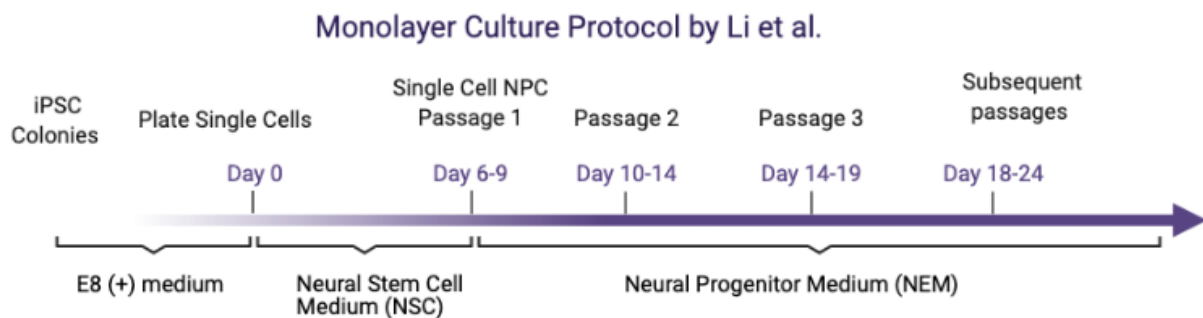 Monolayer Culture Protocol by Li et al.
iPSC
Colonies
Plate Single Cells
Single Cell NPC
Passage 1
Passage 2
Passage 3
Subsequent
passages
Day 0
Day 6-9
Day 10-14
Day 14-19
Day 18-24
E8 (+) medium
Neural Stem Cell
Medium (NSC)
Neural Progenitor Medium (NEM)